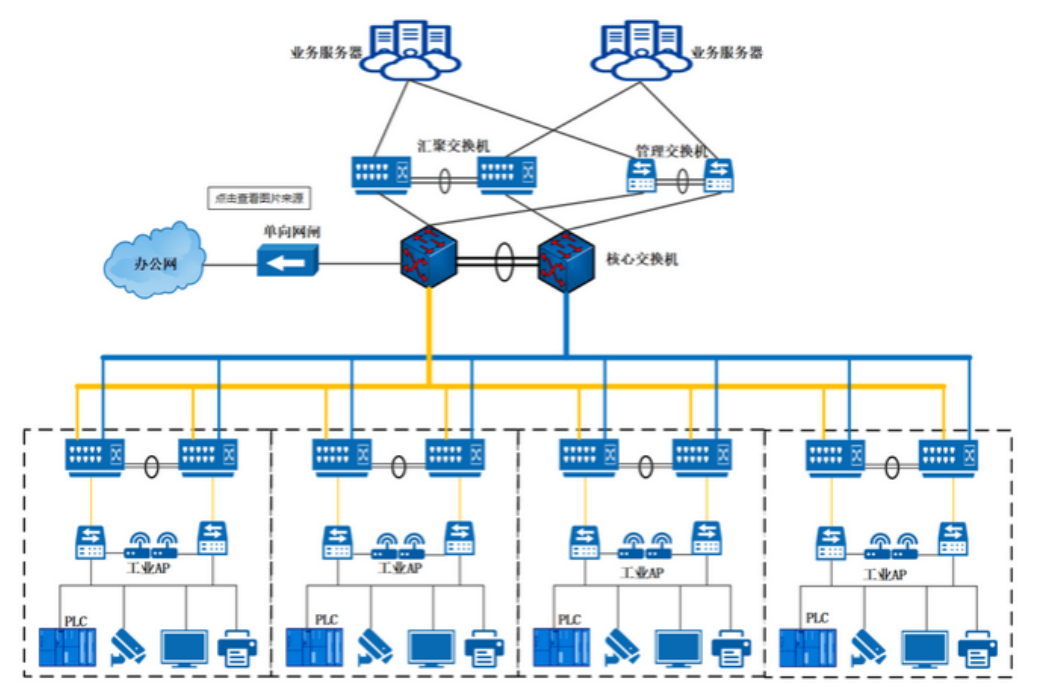 业务服务器
业务服务器
汇聚交换机
管理交换机
点击查看图片来源
单向网闸
办公网
核心交换机
工业AP
工业AP
工业AP
工业AP
PLC
PLC
PLC
PLC